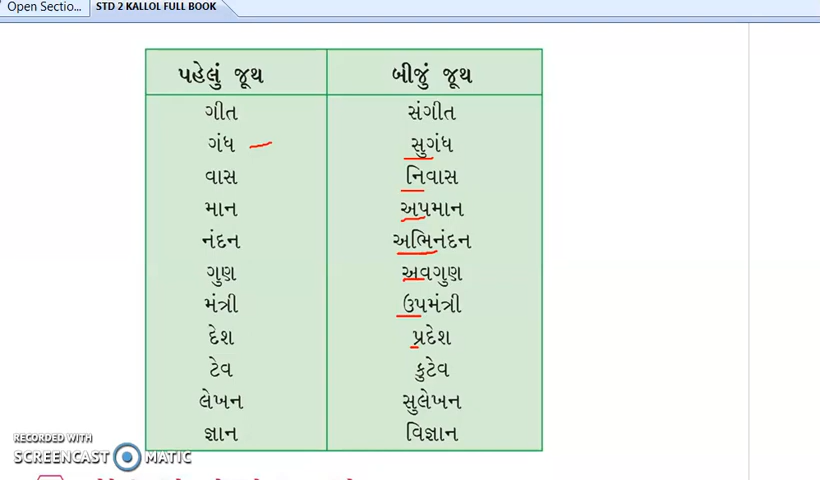 Open Sectio... STD 2 KALLOL FULL BOOK
પહેલું જૂથ બીજું જૂથ
ગીત સંગીત
ગંધ સુગંધ
વાસ નિવાસ
માન અપમાન
નંદન અભિનંદન
ગુણ અવગુણ
મંત્રી ઉપમંત્રી
દેશ પ્રદેશ
ટેવ કુટેવ
લેખન સુલેખન
જ્ઞાન વિજ્ઞાન
RECORDED WITH
SCREENCAST MATIC